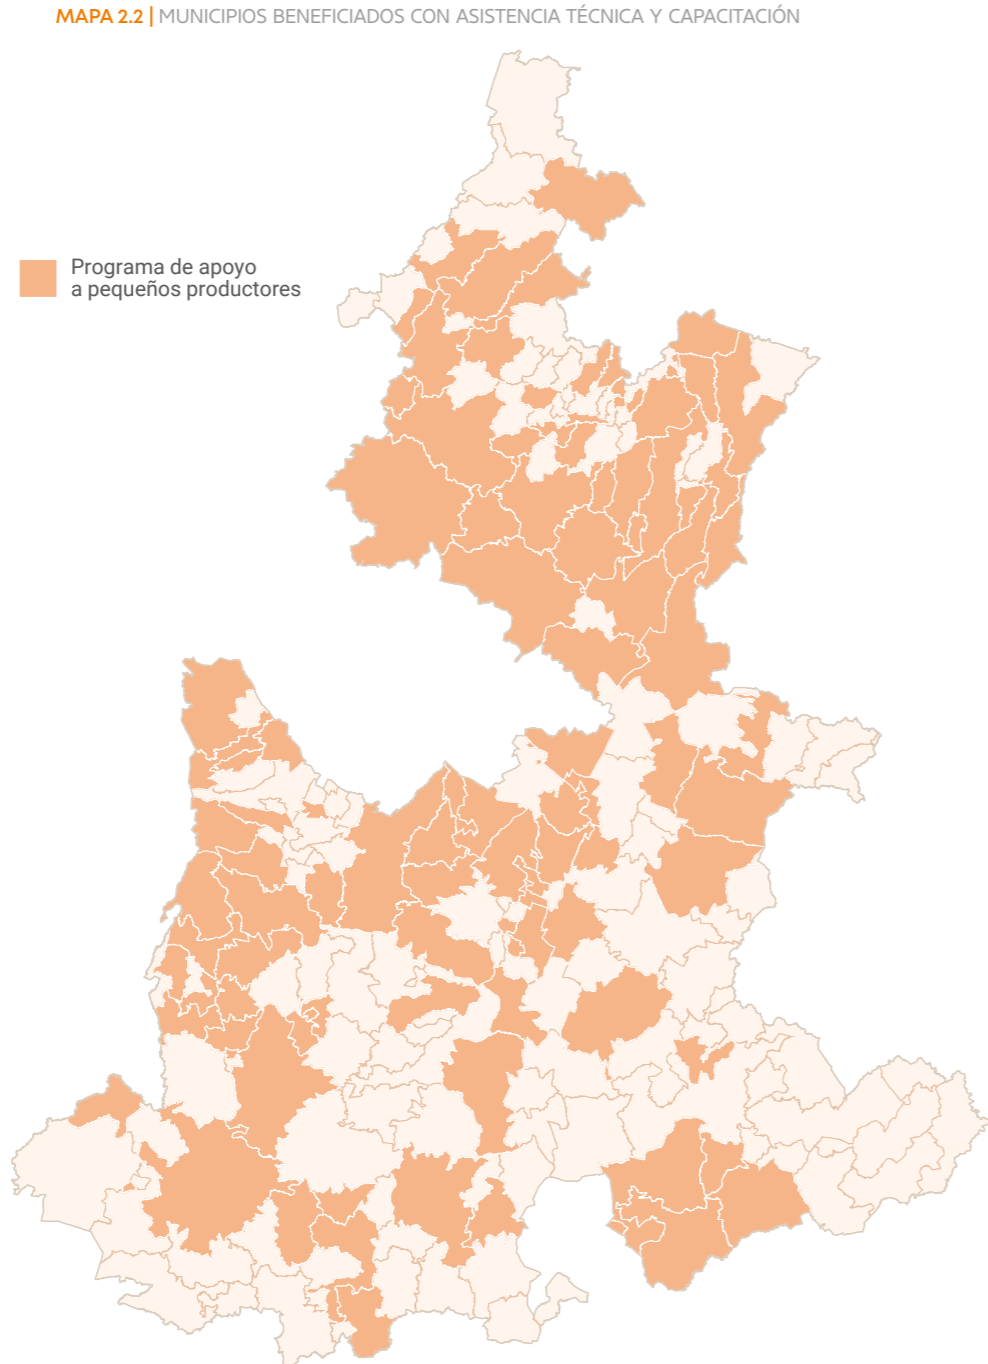 MAPA 2.2 | MUNICIPIOS BENEFICIADOS CON ASISTENCIA TÉCNICA Y CAPACITACIÓN
Programa de apoyo
a pequeños productores